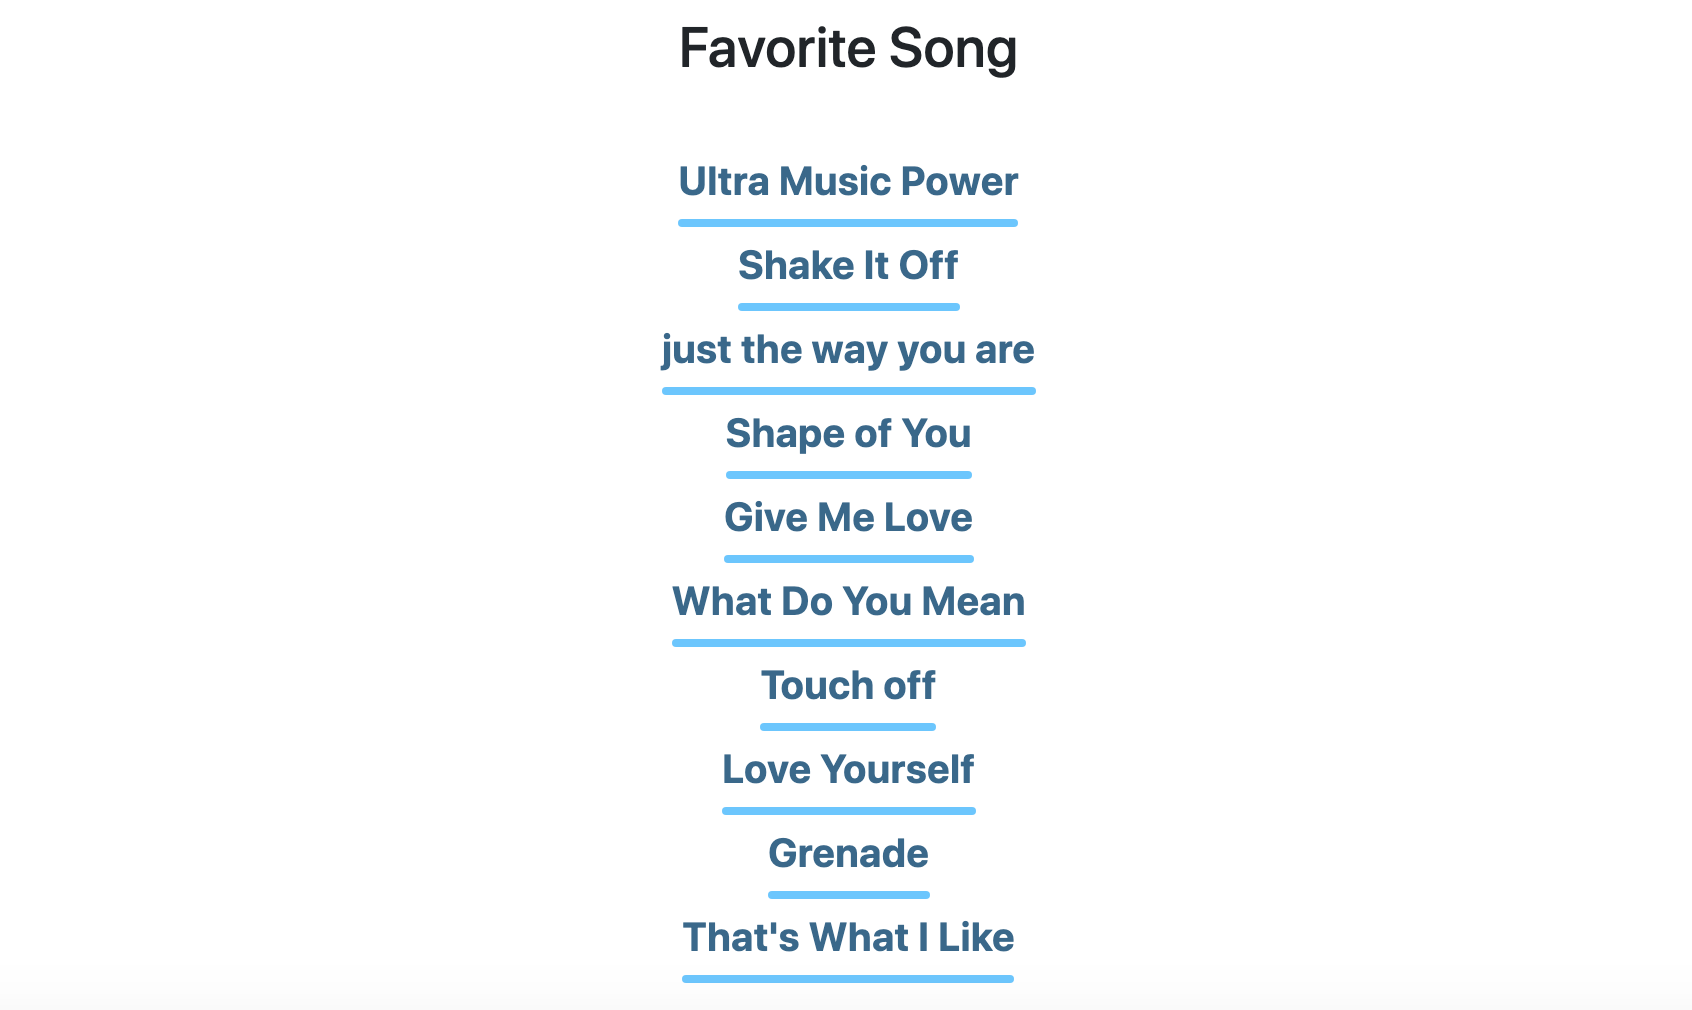 Favorite Song
Ultra Music Power
Shake It Off
just the way you are
Shape of You
Give Me Love
What Do You Mean
Touch off
Love Yourself
Grenade
That's What I Like